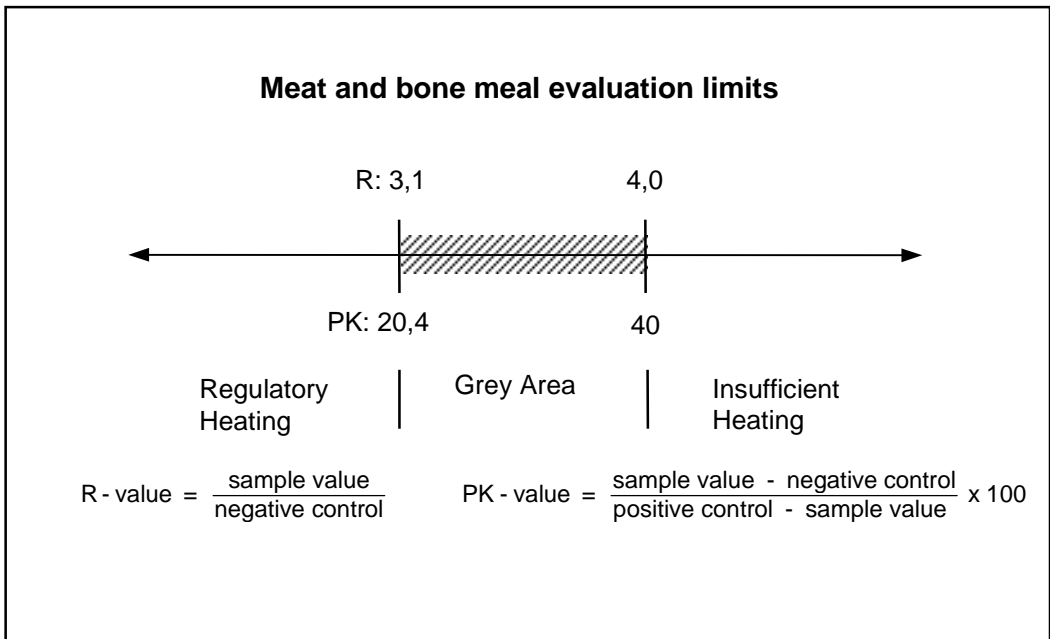 Meat and bone meal evaluation limits
R: 3,1 4,0
PK: 20,4 40
Regulatory Heating
Grey Area
Insufficient Heating
R - value = sample value / negative control
PK - value = sample value - negative control / positive control - sample value x 100